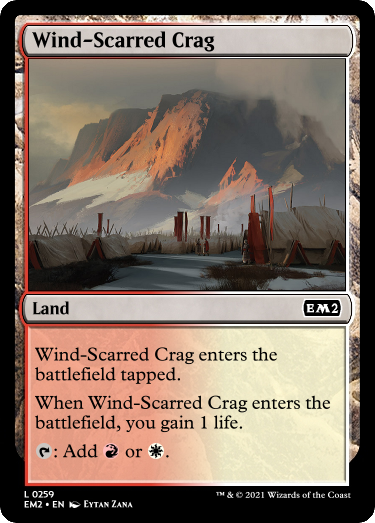 Wind-Scarred Crag
Land
EM2
Wind-Scarred Crag enters the
battlefield tapped.
When Wind-Scarred Crag enters the
battlefield, you gain 1 life.
: Add or .
L 0259
EM2 • EN Eytan Zana
™ & © 2021 Wizards of the Coast